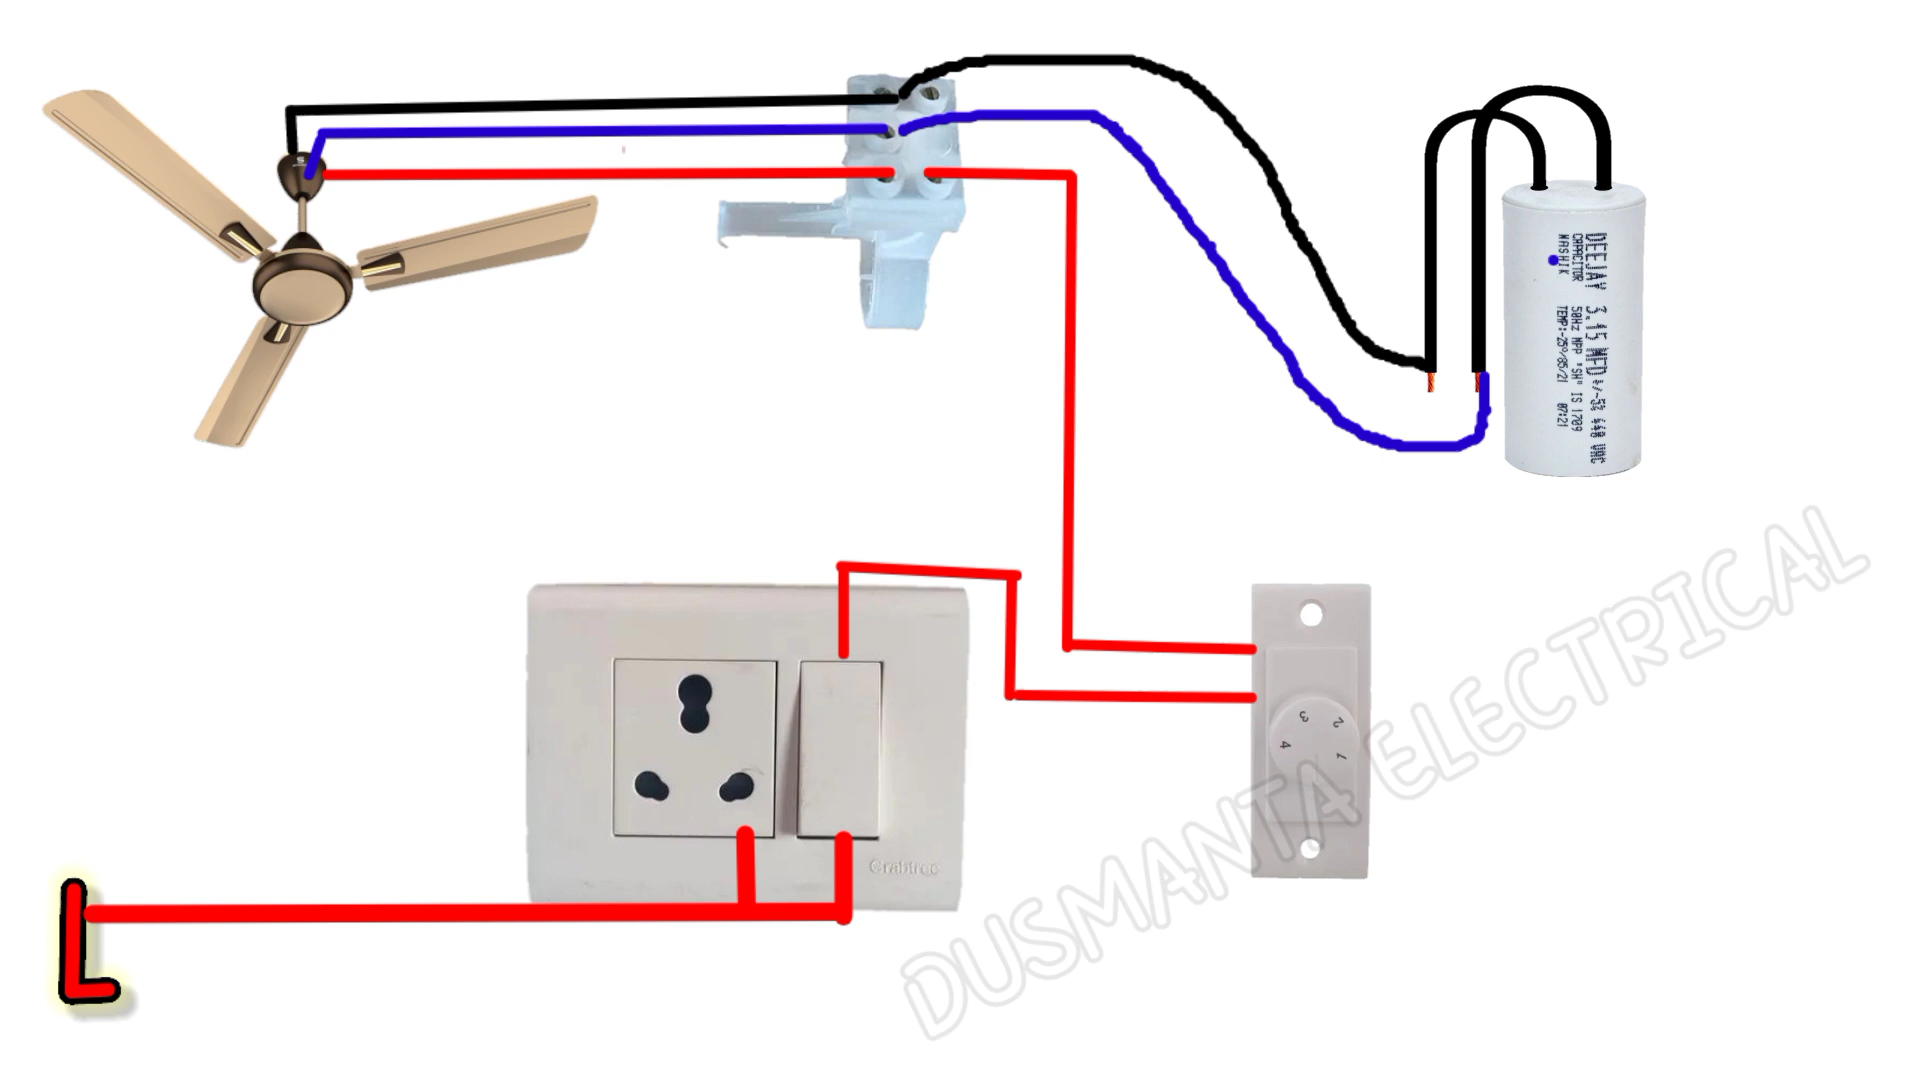 DEEJAY 3.15 MFD +/-5% 440 VAC
CAPACITOR 50Hz MPP "SH" IS 1709
NASHIK TEMP:-25°/85/21 07:21
3 2
4 1
Crabtree
L
DUSMANTA ELECTRICAL